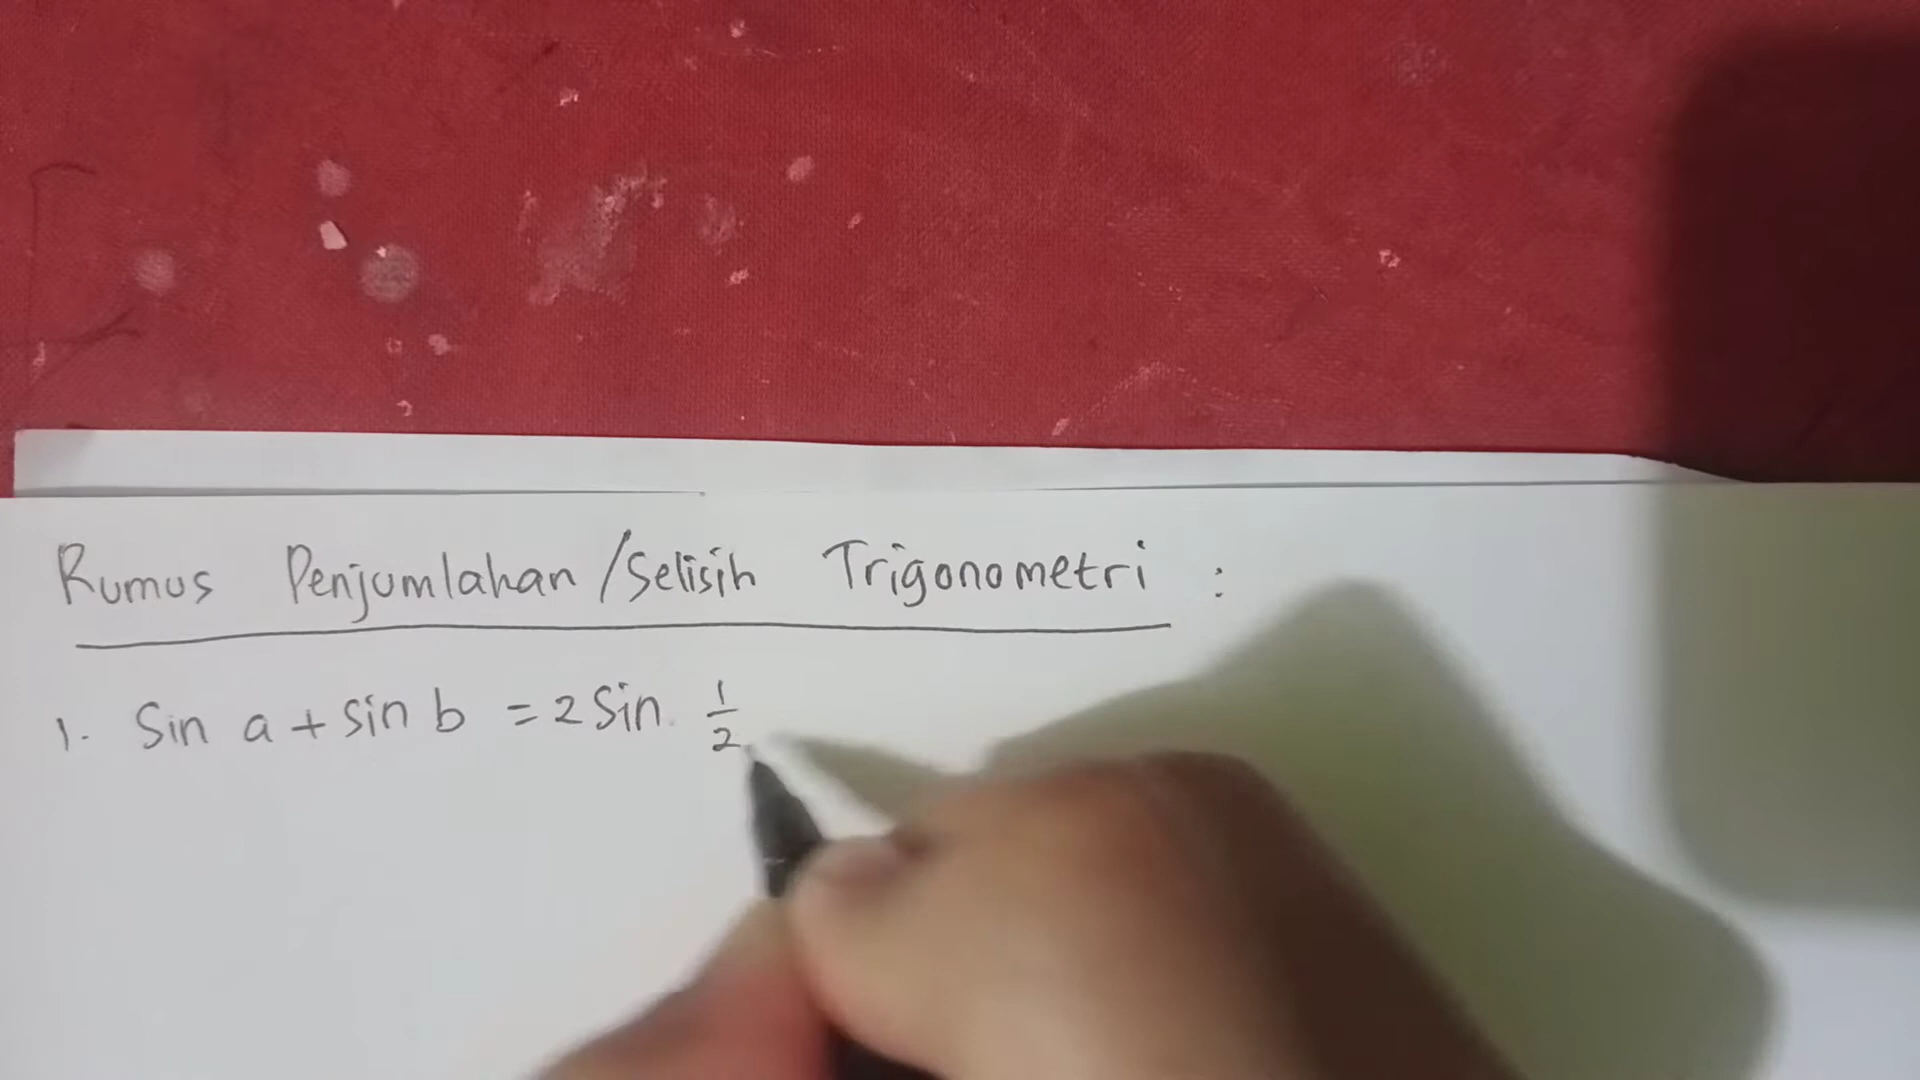 Rumus Penjumlahan/Selisih Trigonometri :
1. Sin a + sin b = 2 Sin 1/2